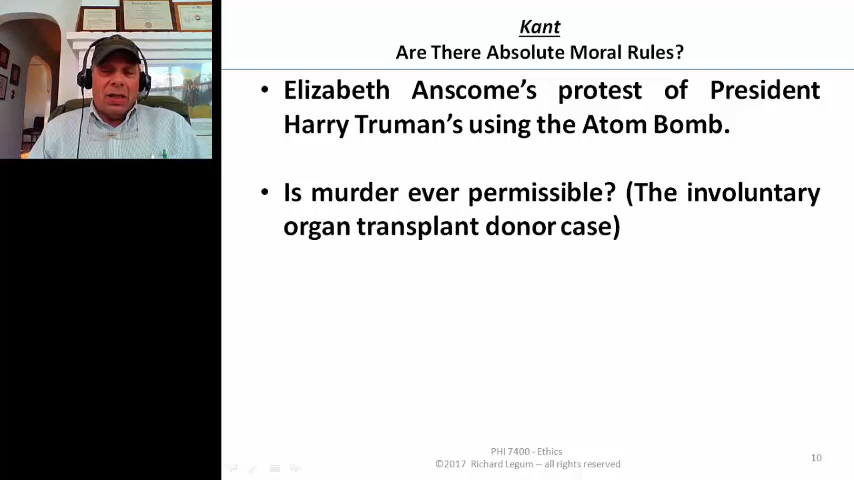 Kant
Are There Absolute Moral Rules?
• Elizabeth Anscome's protest of President
Harry Truman's using the Atom Bomb.
• Is murder ever permissible? (The involuntary
organ transplant donor case)
PHI 7400 - Ethics
©2017 Richard Legum – all rights reserved
10